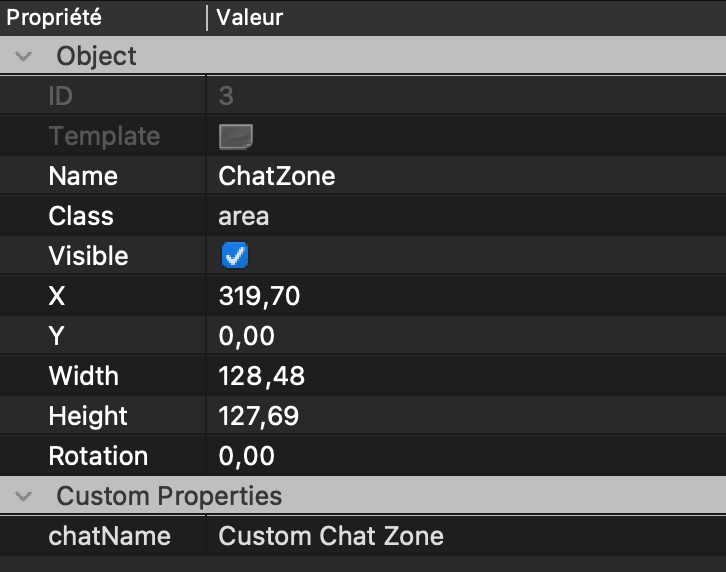 Propriété Valeur
Object
ID 3
Template
Name ChatZone
Class area
Visible
X 319,70
Y 0,00
Width 128,48
Height 127,69
Rotation 0,00
Custom Properties
chatName Custom Chat Zone